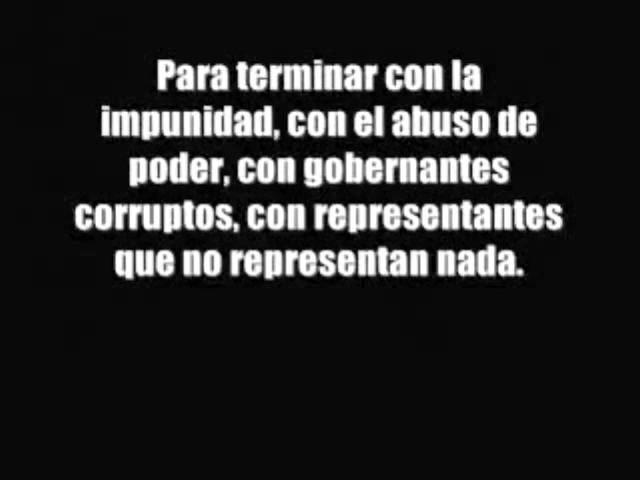 Para terminar con la
impunidad, con el abuso de
poder, con gobernantes
corruptos, con representantes
que no representan nada.